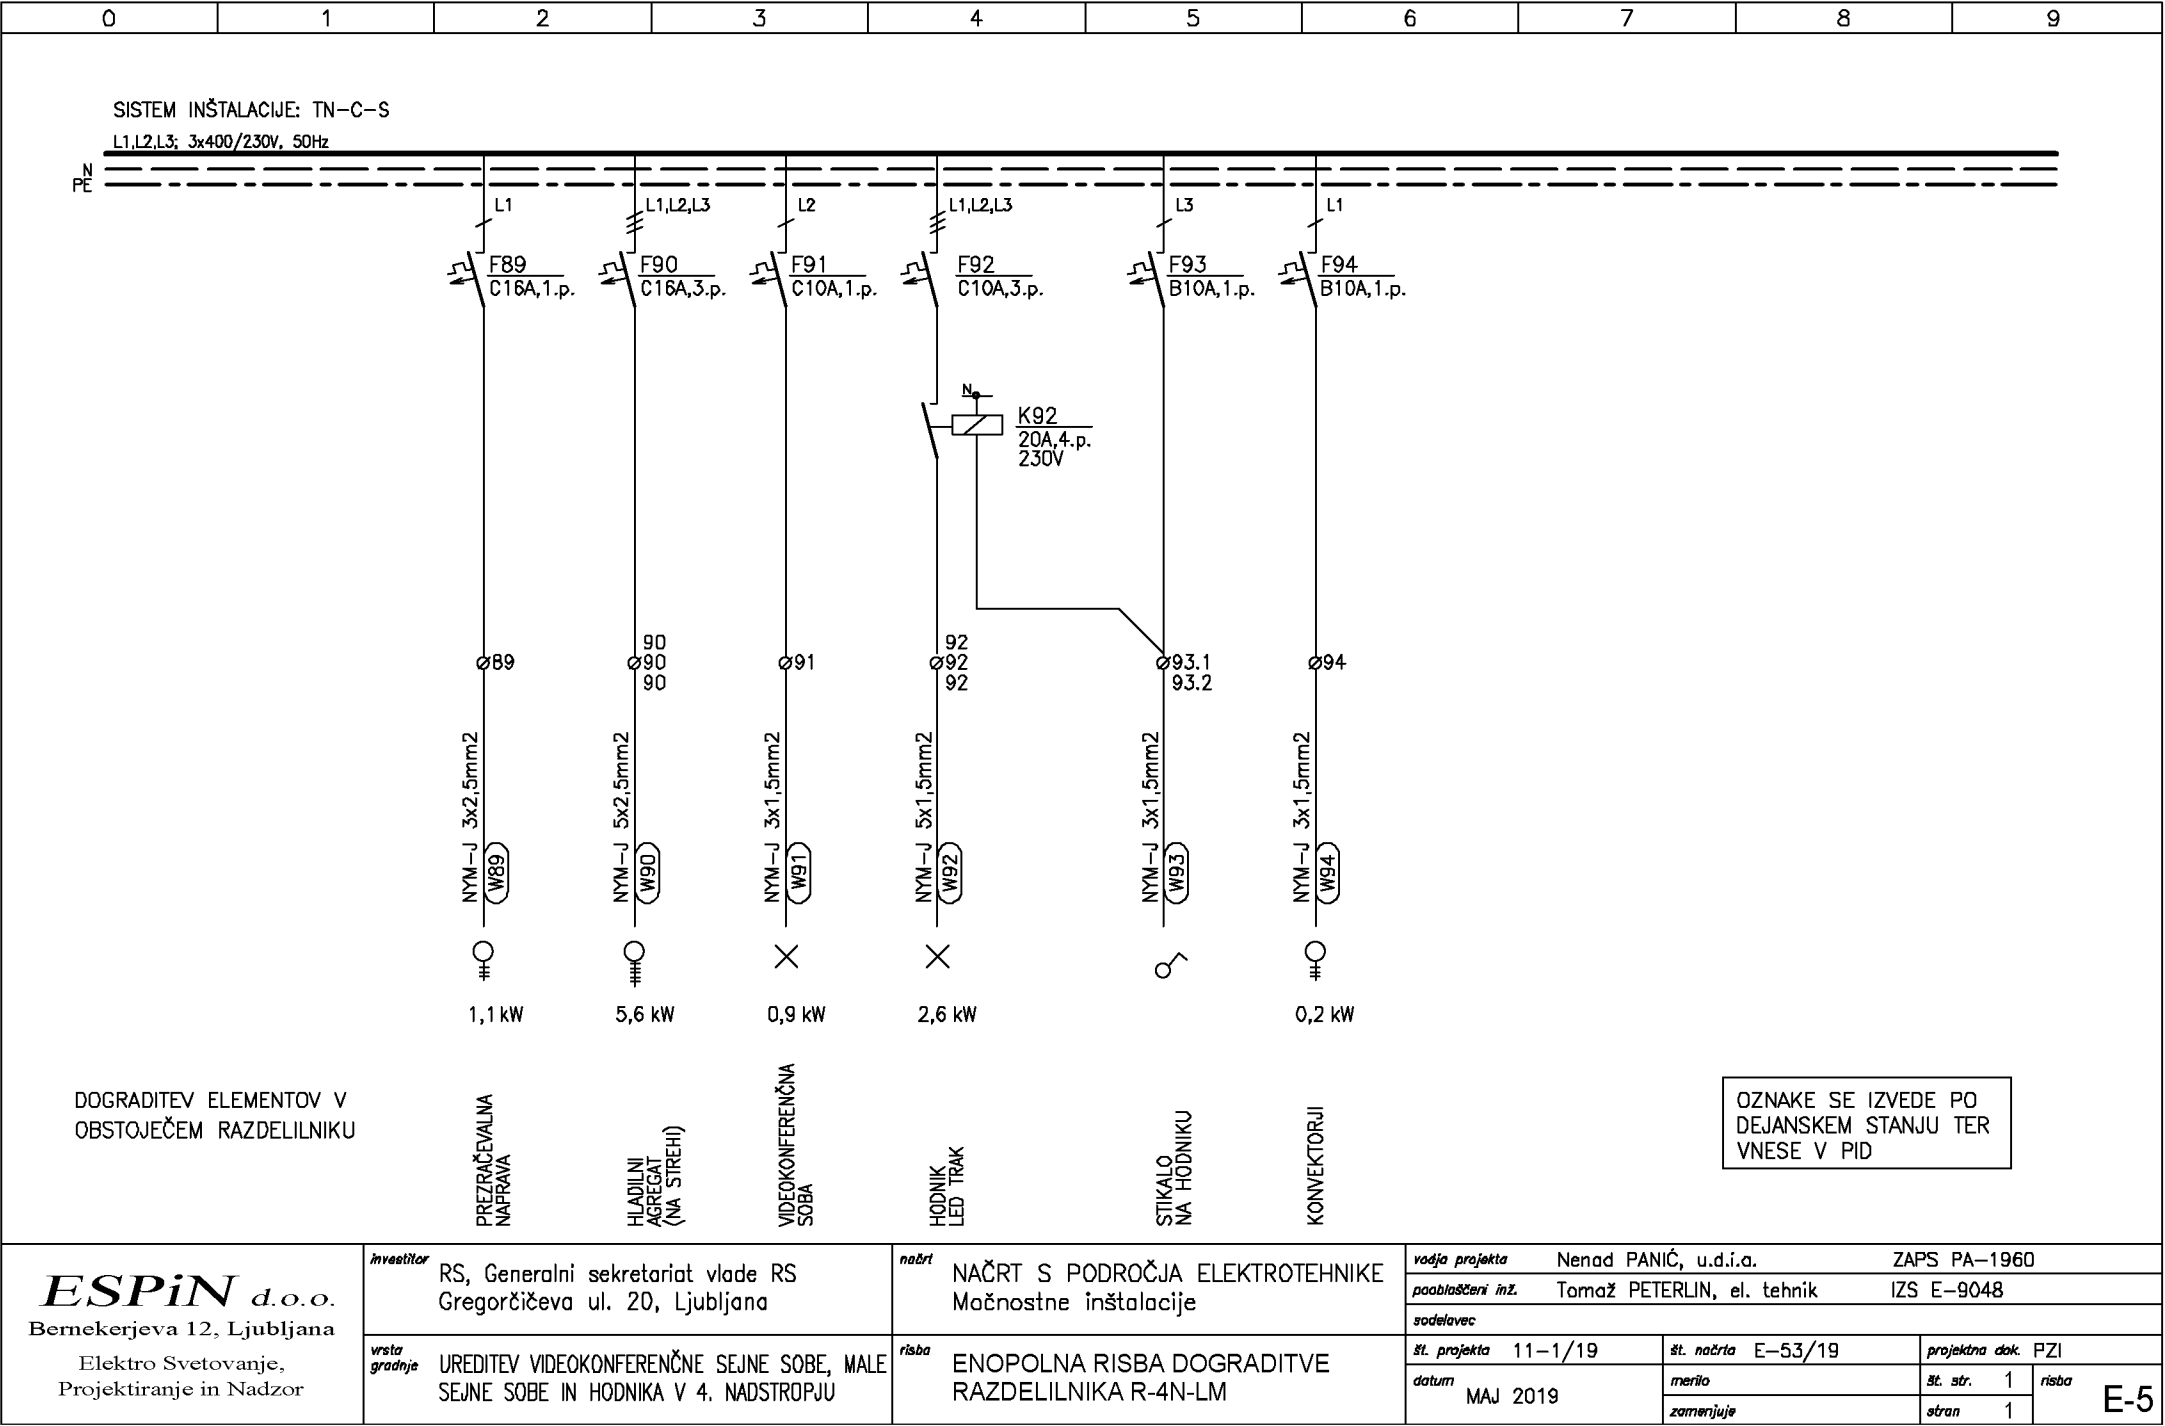 0 1 2 3 4 5 6 7 8 9
SISTEM INŠTALACIJE: TN-C-S
L1,L2,L3; 3x400/230V, 50Hz
N
PE
L1 L1,L2,L3 L2 L1,L2,L3 L3 L1
F89 F90 F91 F92 F93 F94
C16A,1.p. C16A,3.p. C10A,1.p. C10A,3.p. B10A,1.p. B10A,1.p.
N
K92
20A,4.p.
230V
90 92
89 90 91 92 93.1 94
90 92 93.2
NYM-J 3x2,5mm2
W89
NYM-J 5x2,5mm2
W90
NYM-J 3x1,5mm2
W91
NYM-J 5x1,5mm2
W92
NYM-J 3x1,5mm2
W93
NYM-J 3x1,5mm2
W94
1,1 kW 5,6 kW 0,9 kW 2,6 kW 0,2 kW
DOGRADITEV ELEMENTOV V
OBSTOJEČEM RAZDELILNIKU
PREZRAČEVALNA
NAPRAVA
HLADILNI
AGREGAT
(NA STREHI)
VIDEOKONFERENČNA
SOBA
HODNIK
LED TRAK
STIKALO
NA HODNIKU
KONVEKTORJI
OZNAKE SE IZVEDE PO
DEJANSKEM STANJU TER
VNESE V PID
ESPiN d.o.o.
Bernekerjeva 12, Ljubljana
Elektro Svetovanje,
Projektiranje in Nadzor
investitor
RS, Generalni sekretariat vlade RS
Gregorčičeva ul. 20, Ljubljana
vrsta
gradnje
UREDITEV VIDEOKONFERENČNE SEJNE SOBE, MALE
SEJNE SOBE IN HODNIKA V 4. NADSTROPJU
načrt
NAČRT S PODROČJA ELEKTROTEHNIKE
Močnostne inštalacije
risba
ENOPOLNA RISBA DOGRADITVE
RAZDELILNIKA R-4N-LM
vodja projekta Nenad PANIĆ, u.d.i.a. ZAPS PA-1960
pooblaščeni inž. Tomaž PETERLIN, el. tehnik IZS E-9048
sodelavec
št. projekta 11-1/19 št. načrta E-53/19 projektna dok. PZI
datum MAJ 2019
merilo
zamenjuje
št. str. 1
stran 1
risba E-5